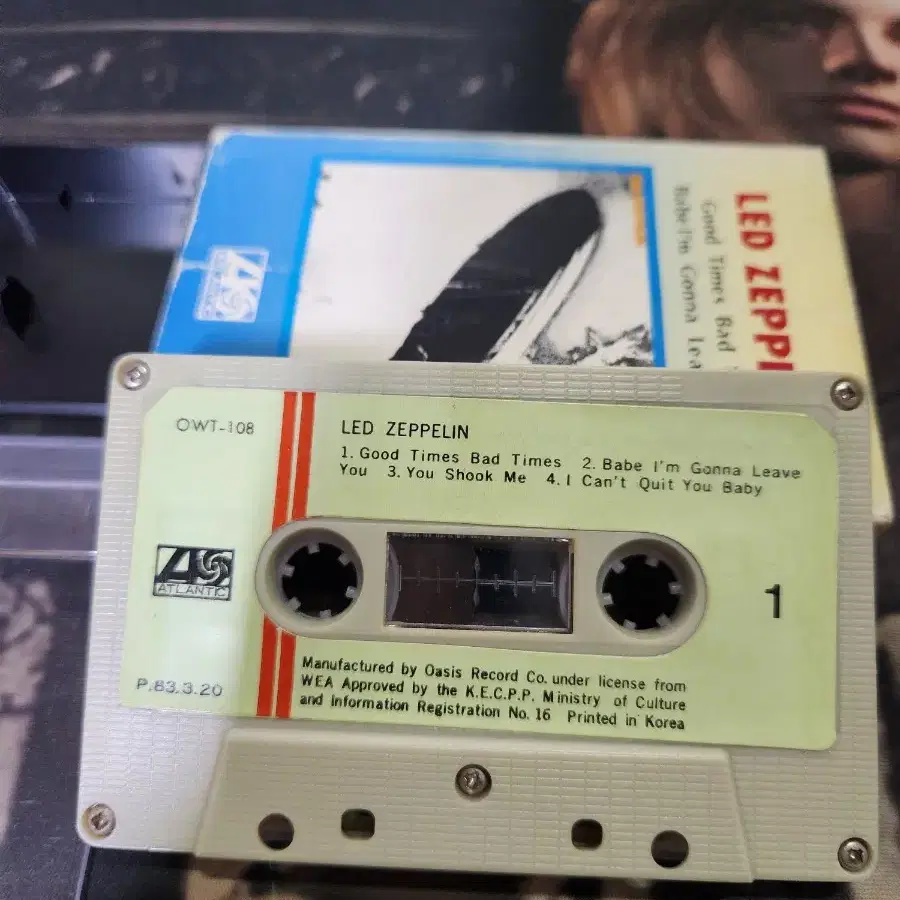 LED ZEPP
Good Times Bad
Babe I'm Gonna Lea
ATLANTIC
OWT-108
LED ZEPPELIN
1. Good Times Bad Times 2. Babe I'm Gonna Leave
You 3. You Shook Me 4. I Can't Quit You Baby
ATLANTIC
1
P.83.3.20
Manufactured by Oasis Record Co. under license from
WEA Approved by the K.E.C.P.P. Ministry of Culture
and Information Registration No. 16 Printed in Korea